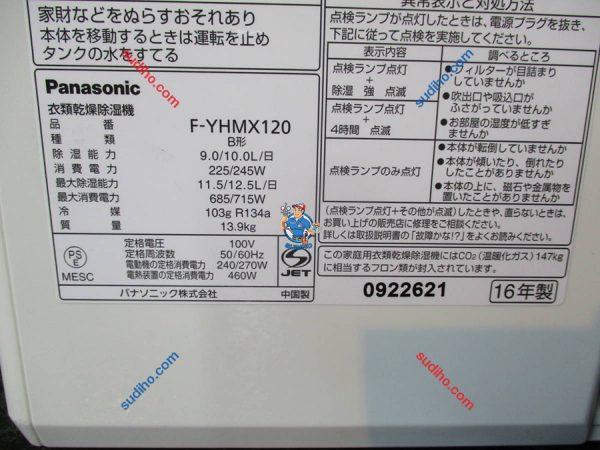 家財などをぬらすおそれあり
本体を移動するときは運転を止め
タンクの水をすてる
異常表示と対処方法
点検ランプが点灯したときは、電源プラグを抜き、
下記に従って点検を実施してください。
表示内容
調べるところ
点検ランプ点灯
+
除湿 強 点滅
●フィルターが目詰まり
していませんか
●吹出口や吸込口が
ふさがっていませんか
点検ランプ点灯
+
4時間 点滅
●お部屋の温度が低すぎ
ませんか
点検ランプのみ点灯
●本体が転倒していませんか
●本体が傾いたり、倒れたり
したことがありませんか
●本体の上に、磁石や金属物を
置いたことがありませんか
(点検ランプ点灯+その他が点滅)したときや、直らないときは、
お買い上げの販売店に修理をご相談ください。
詳しくは取扱説明書の「故障かな!?」をよくお読みください。
この家庭用衣類乾燥除湿機にはCO₂(温暖化ガス)147kg
に相当するフロン類が封入されています。
0922621
16年製
Panasonic
衣類乾燥除湿機
品番 F-YHMX120
種類 B形
除湿能力 9.0/10.0L/日
消費電力 225/245W
最大除湿能力 11.5/12.5L/日
最大消費電力 685/715W
冷媒 103g R134a
質量 13.9kg
PS
E
MESC
定格電圧 100V
定格周波数 50/60Hz
電動機の定格消費電力 240/270W
電熱装置の定格消費電力 460W
S
JET
パナソニック株式会社
中国製
sudiho.com
sudiho.com
sudiho.com
sudiho.com